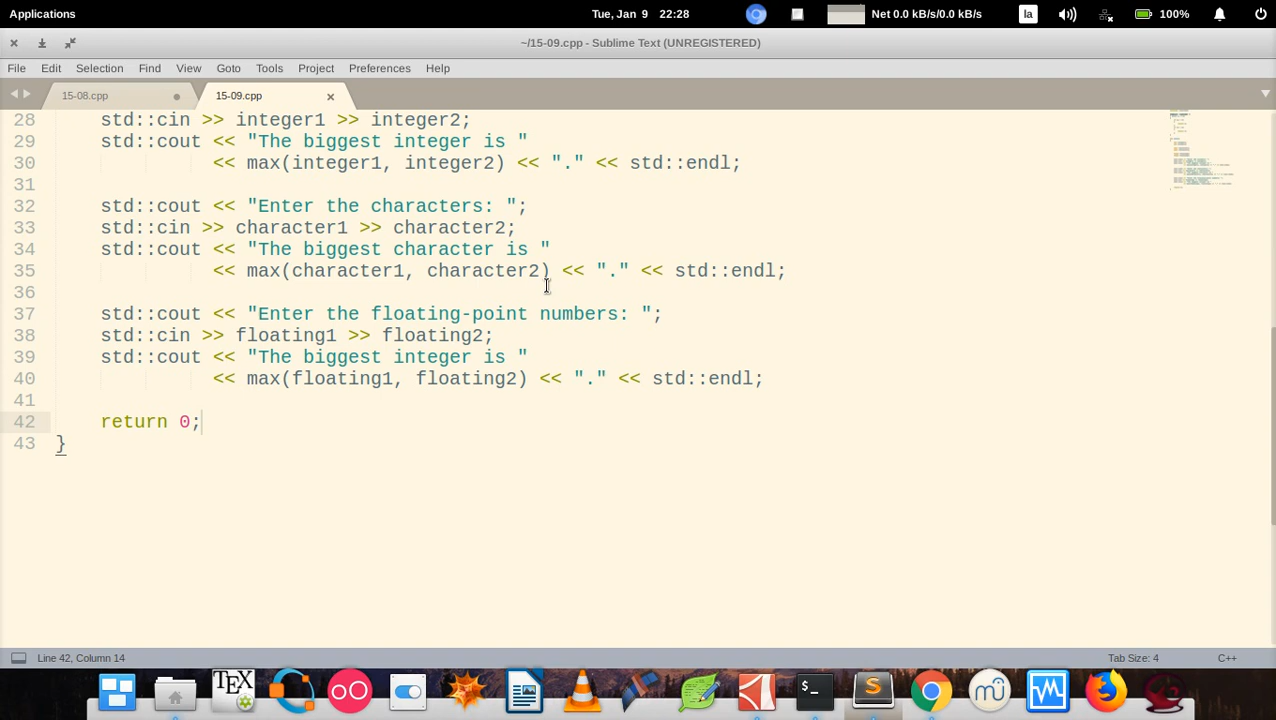 Applications
Tue, Jan 9 22:28
Net 0.0 kB/s/0.0 kB/s
la
100%
~/15-09.cpp - Sublime Text (UNREGISTERED)
File Edit Selection Find View Goto Tools Project Preferences Help
15-08.cpp
15-09.cpp
28 std::cin >> integer1 >> integer2;
29 std::cout << "The biggest integer is "
30 << max(integer1, integer2) << "." << std::endl;
31
32 std::cout << "Enter the characters: ";
33 std::cin >> character1 >> character2;
34 std::cout << "The biggest character is "
35 << max(character1, character2) << "." << std::endl;
36
37 std::cout << "Enter the floating-point numbers: ";
38 std::cin >> floating1 >> floating2;
39 std::cout << "The biggest integer is "
40 << max(floating1, floating2) << "." << std::endl;
41
42 return 0;
43 }
Line 42, Column 14
Tab Size: 4
C++
TEX